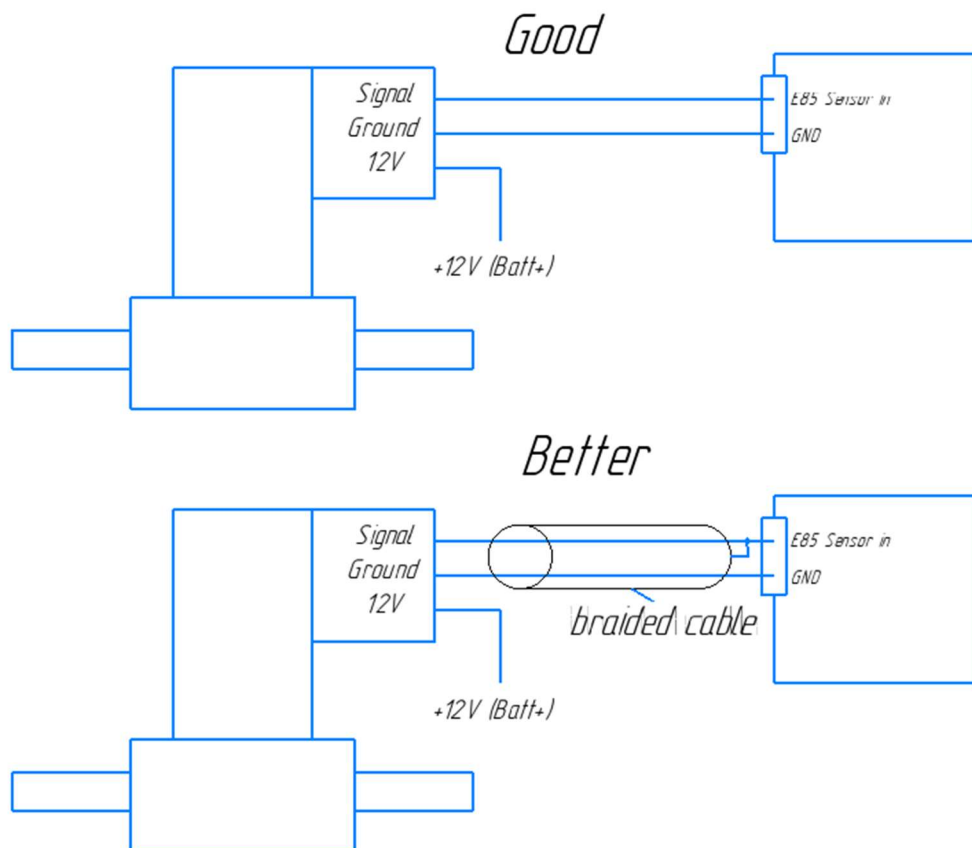 Good
Signal
Ground
12V
E85 Sensor In
GND
+12V (Batt+)
Better
Signal
Ground
12V
E85 Sensor in
GND
braided cable
+12V (Batt+)